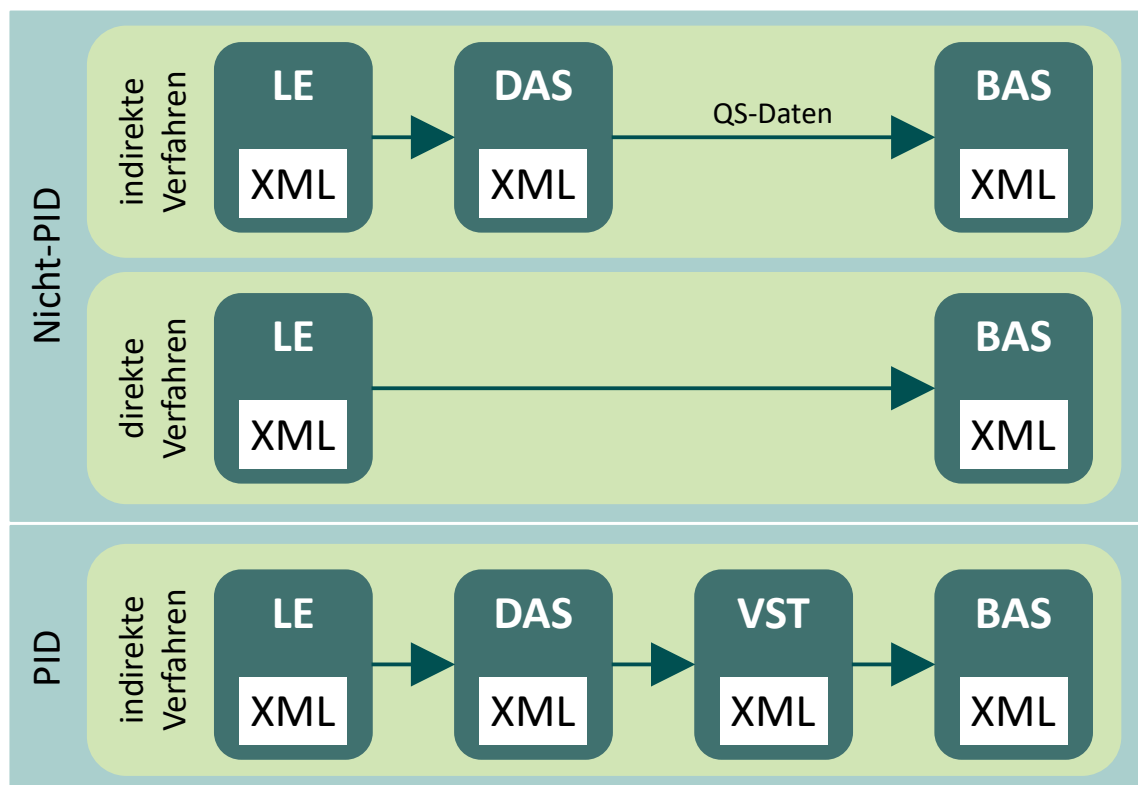 Nicht-PID
indirekte
Verfahren
LE
XML
DAS
XML
QS-Daten
BAS
XML
direkte
Verfahren
LE
XML
BAS
XML
PID
indirekte
Verfahren
LE
XML
DAS
XML
VST
XML
BAS
XML